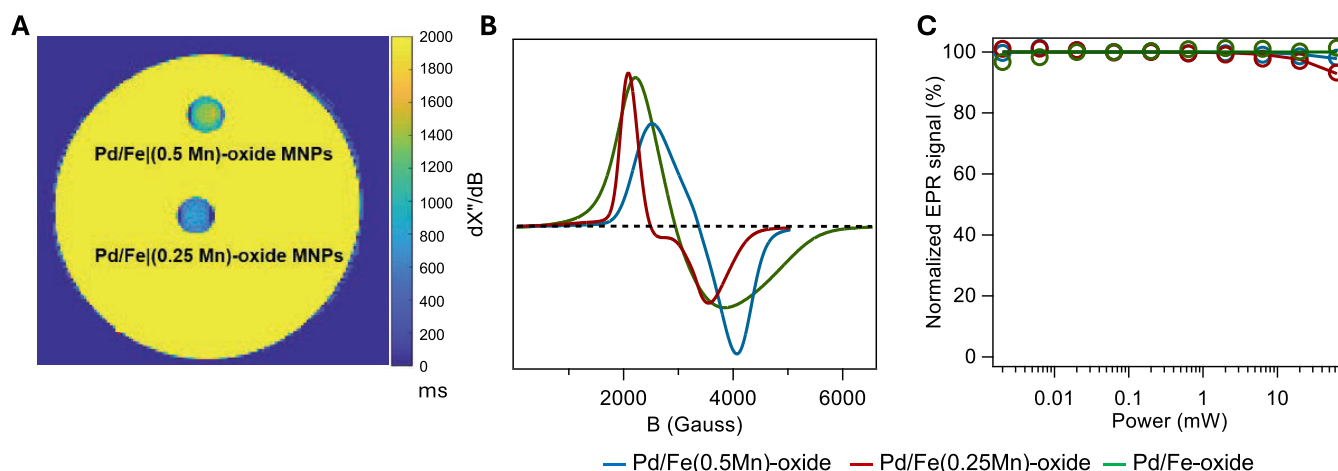 A
Pd/Fe|(0.5 Mn)-oxide MNPs
Pd/Fe|(0.25 Mn)-oxide MNPs
2000
1800
1600
1400
1200
1000
800
600
400
200
0
ms
B
dX"/dB
2000
4000
6000
B (Gauss)
C
Normalized EPR signal (%)
100
80
60
40
20
0
0.01
0.1
1
10
Power (mW)
Pd/Fe(0.5Mn)-oxide
Pd/Fe(0.25Mn)-oxide
Pd/Fe-oxide